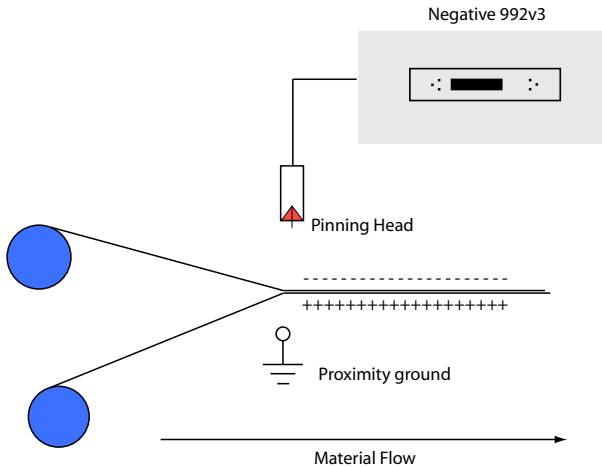 Negative 992v3
Pinning Head
- - - - - - - - - - - - - - - - - - -
++++++++++++++++++
Proximity ground
Material Flow